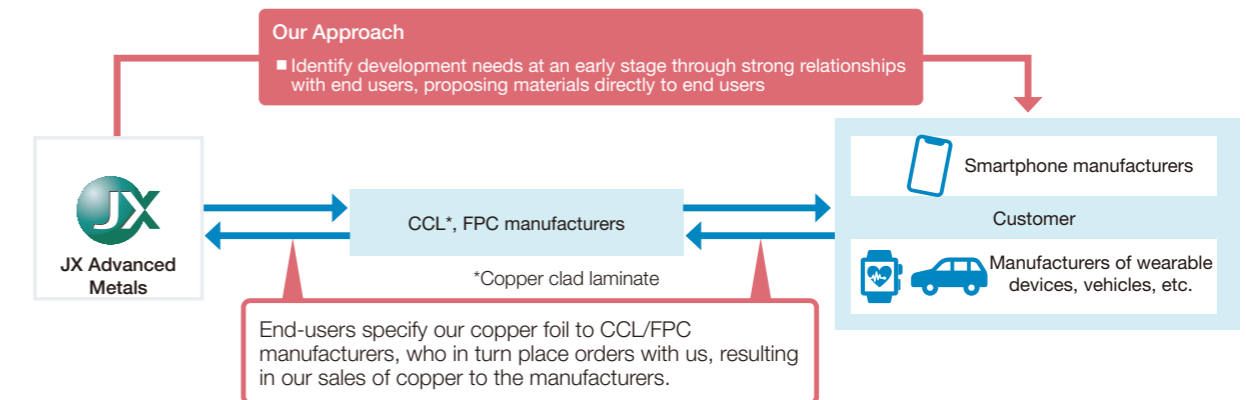 Our Approach
■ Identify development needs at an early stage through strong relationships
with end users, proposing materials directly to end users
JX
JX Advanced
Metals
CCL*, FPC manufacturers
*Copper clad laminate
Smartphone manufacturers
Customer
Manufacturers of wearable
devices, vehicles, etc.
End-users specify our copper foil to CCL/FPC
manufacturers, who in turn place orders with us, resulting
in our sales of copper to the manufacturers.